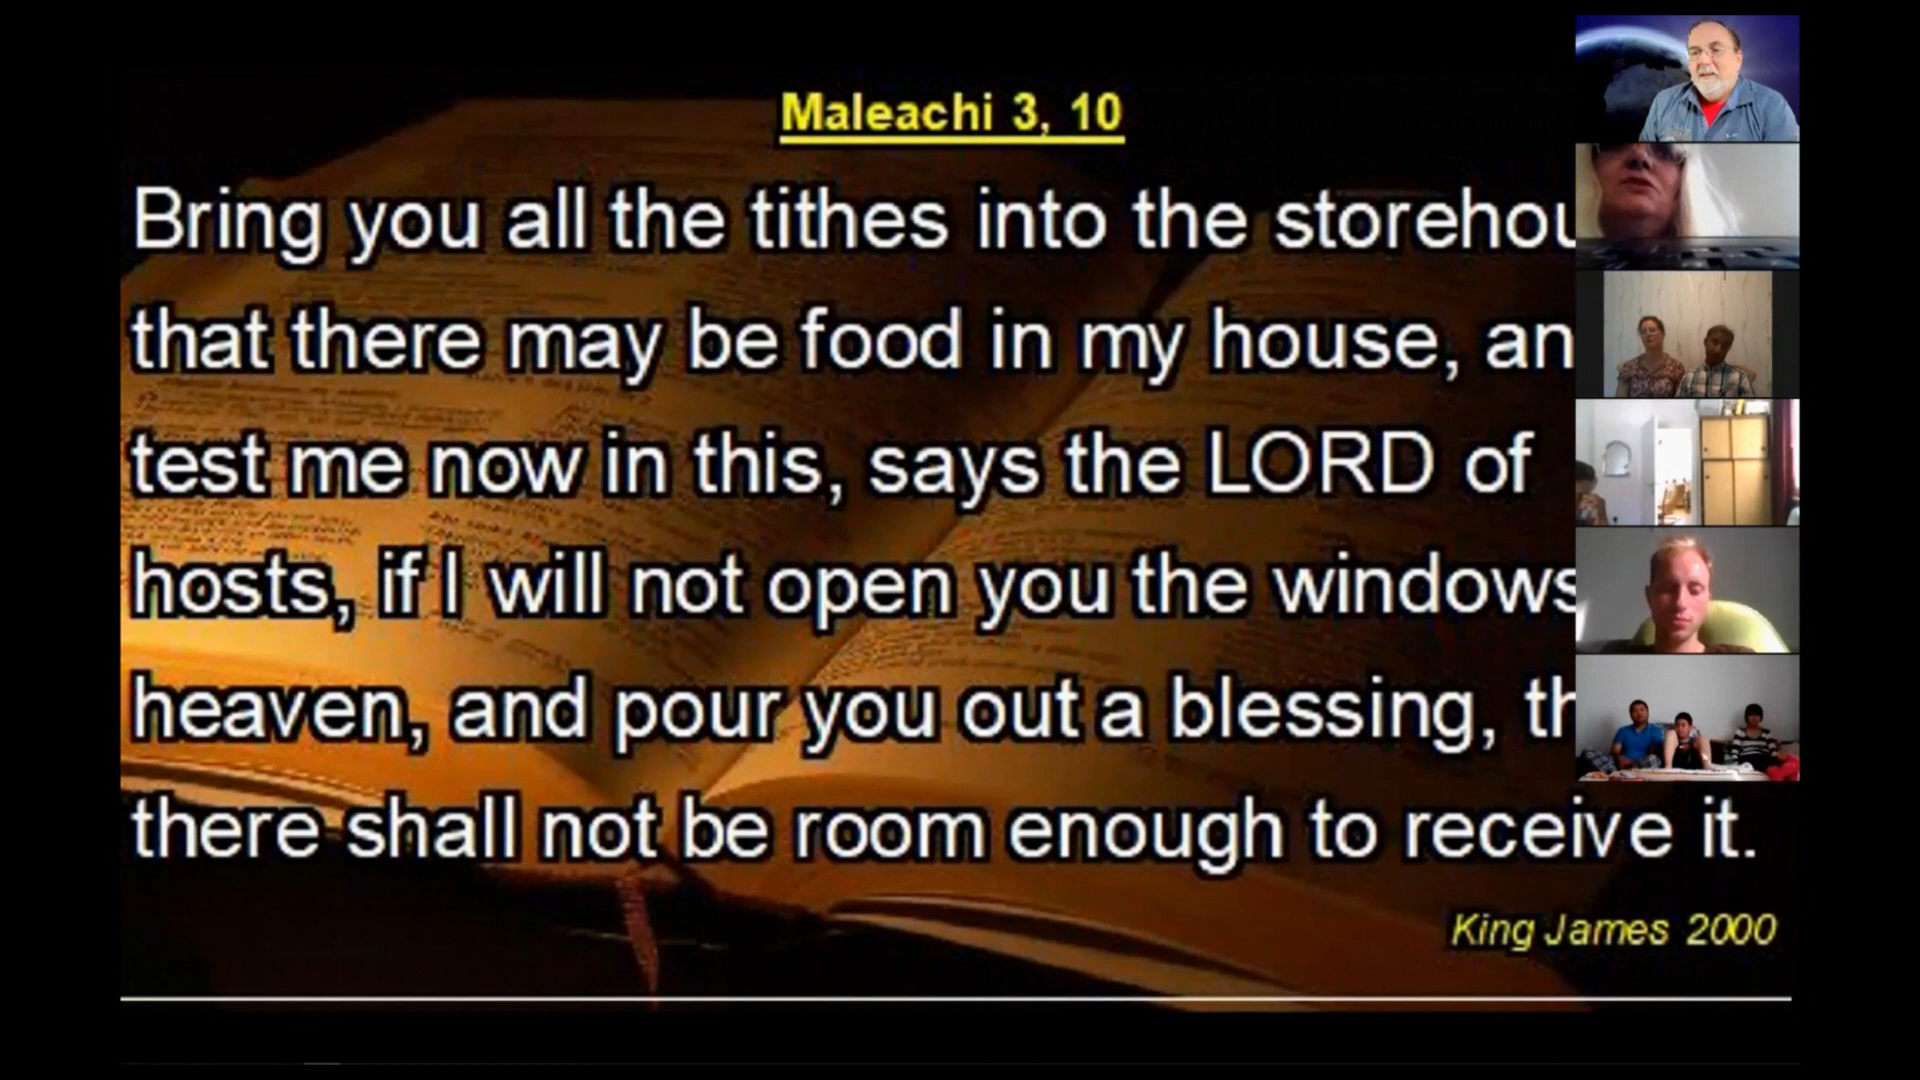 Maleachi 3, 10
Bring you all the tithes into the storehou
that there may be food in my house, an
test me now in this, says the LORD of
hosts, if I will not open you the windows
heaven, and pour you out a blessing, th
there shall not be room enough to receive it.
King James 2000